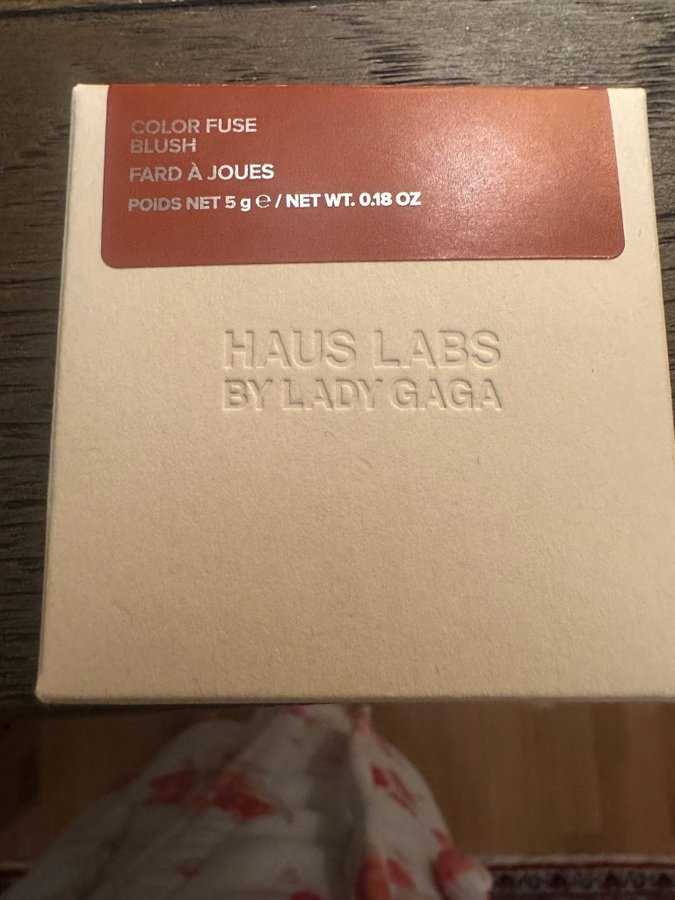 COLOR FUSE
BLUSH
FARD À JOUES
POIDS NET 5 g ℮ / NET WT. 0.18 OZ
HAUS LABS
BY LADY GAGA